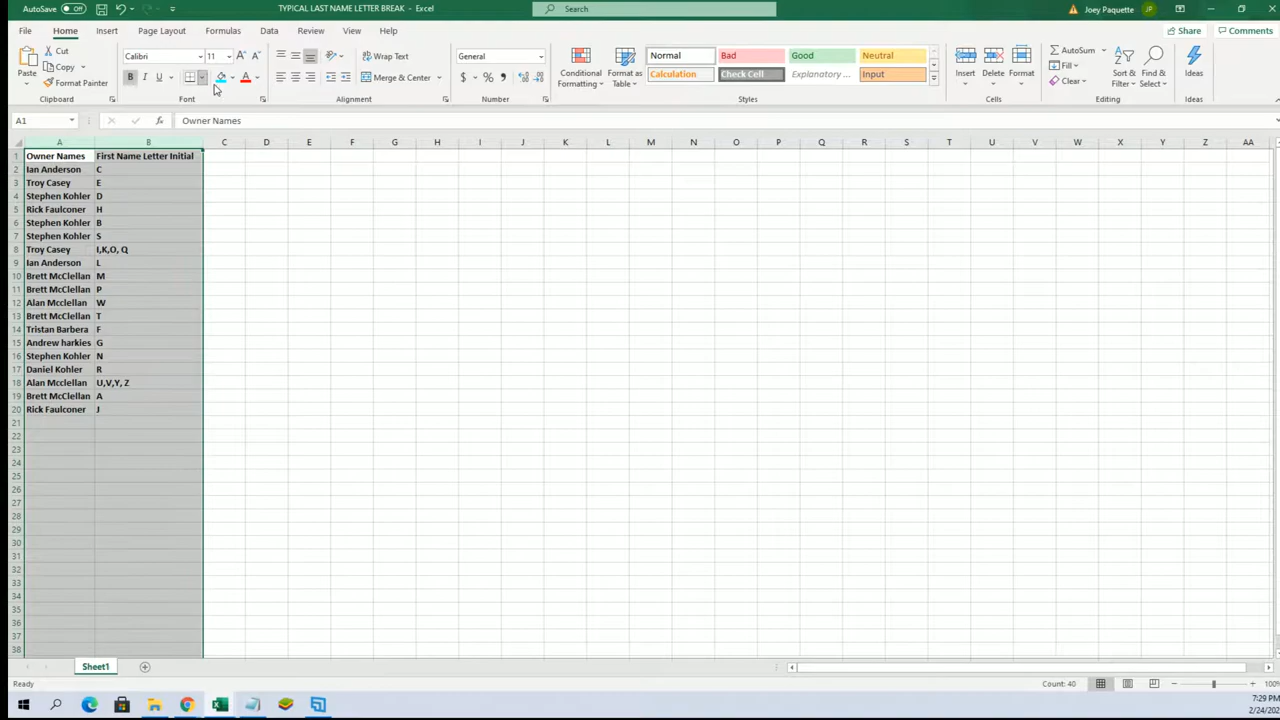 AutoSave Off TYPICAL LAST NAME LETTER BREAK - Excel Search Joey Paquette JP
File Home Insert Page Layout Formulas Data Review View Help Share Comments
Cut Calibri 11 Wrap Text General Normal Bad Good Neutral AutoSum
Copy Fill
Paste Format Painter B I U Merge & Center $ % Conditional Formatting Format as Table Calculation Check Cell Explanatory ... Input Insert Delete Format Clear Sort & Filter Find & Select Ideas
Clipboard Font Alignment Number Styles Cells Editing Ideas
A1 fx Owner Names
A B C D E F G H I J K L M N O P Q R S T U V W X Y Z AA
1 Owner Names First Name Letter Initial
2 Ian Anderson C
3 Troy Casey E
4 Stephen Kohler D
5 Rick Faulconer H
6 Stephen Kohler B
7 Stephen Kohler S
8 Troy Casey I,K,O, Q
9 Ian Anderson L
10 Brett McClellan M
11 Brett McClellan P
12 Alan Mcclellan W
13 Brett McClellan T
14 Tristan Barbera F
15 Andrew harkies G
16 Stephen Kohler N
17 Daniel Kohler R
18 Alan Mcclellan U,V,Y, Z
19 Brett McClellan A
20 Rick Faulconer J
21
22
23
24
25
26
27
28
29
30
31
32
33
34
35
36
37
38
Sheet1
Ready Count: 40 100%
7:29 PM
2/24/202